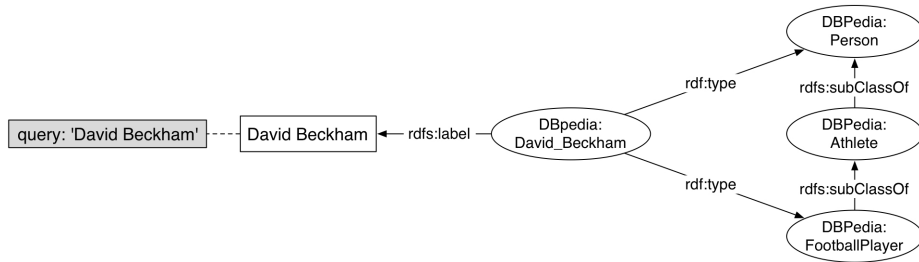 query: 'David Beckham'
David Beckham
rdfs:label
DBpedia:
David_Beckham
rdf:type
rdf:type
DBPedia:
Person
rdfs:subClassOf
DBPedia:
Athlete
rdfs:subClassOf
DBPedia:
FootballPlayer